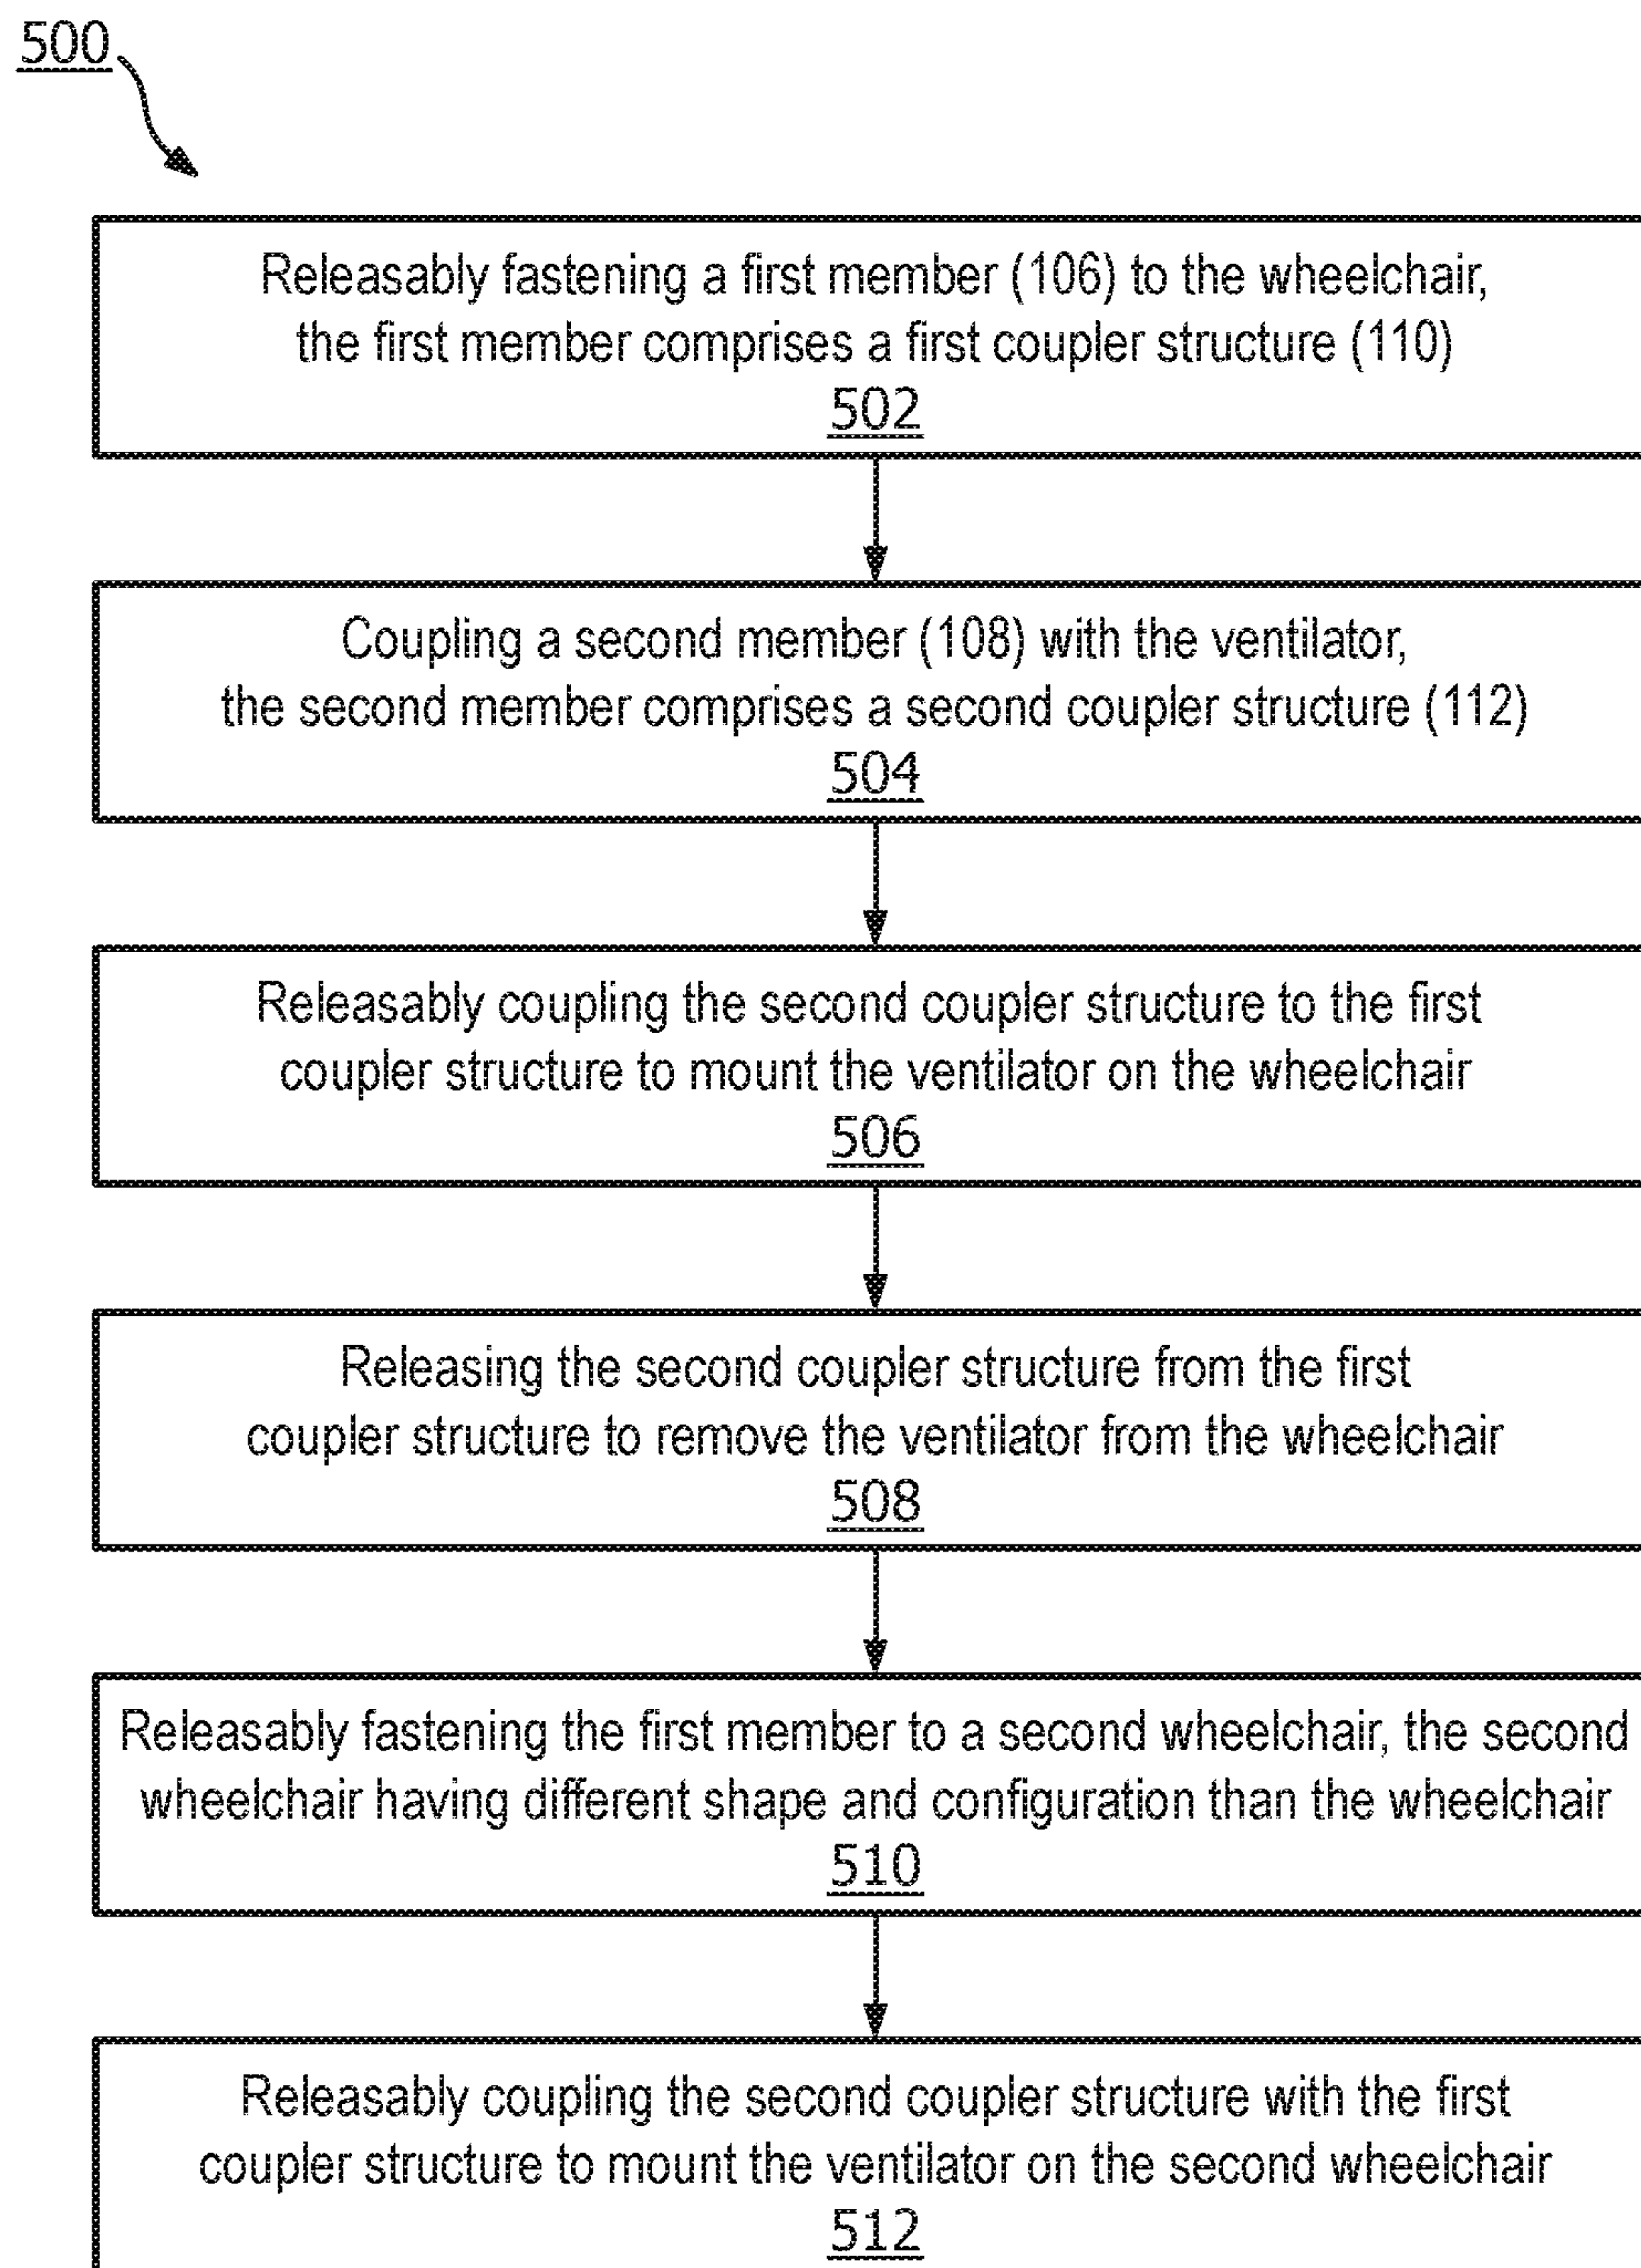 500
Releasably fastening a first member (106) to the wheelchair,
the first member comprises a first coupler structure (110)
502
Coupling a second member (108) with the ventilator,
the second member comprises a second coupler structure (112)
504
Releasably coupling the second coupler structure to the first
coupler structure to mount the ventilator on the wheelchair
506
Releasing the second coupler structure from the first
coupler structure to remove the ventilator from the wheelchair
508
Releasably fastening the first member to a second wheelchair, the second
wheelchair having different shape and configuration than the wheelchair
510
Releasably coupling the second coupler structure with the first
coupler structure to mount the ventilator on the second wheelchair
512